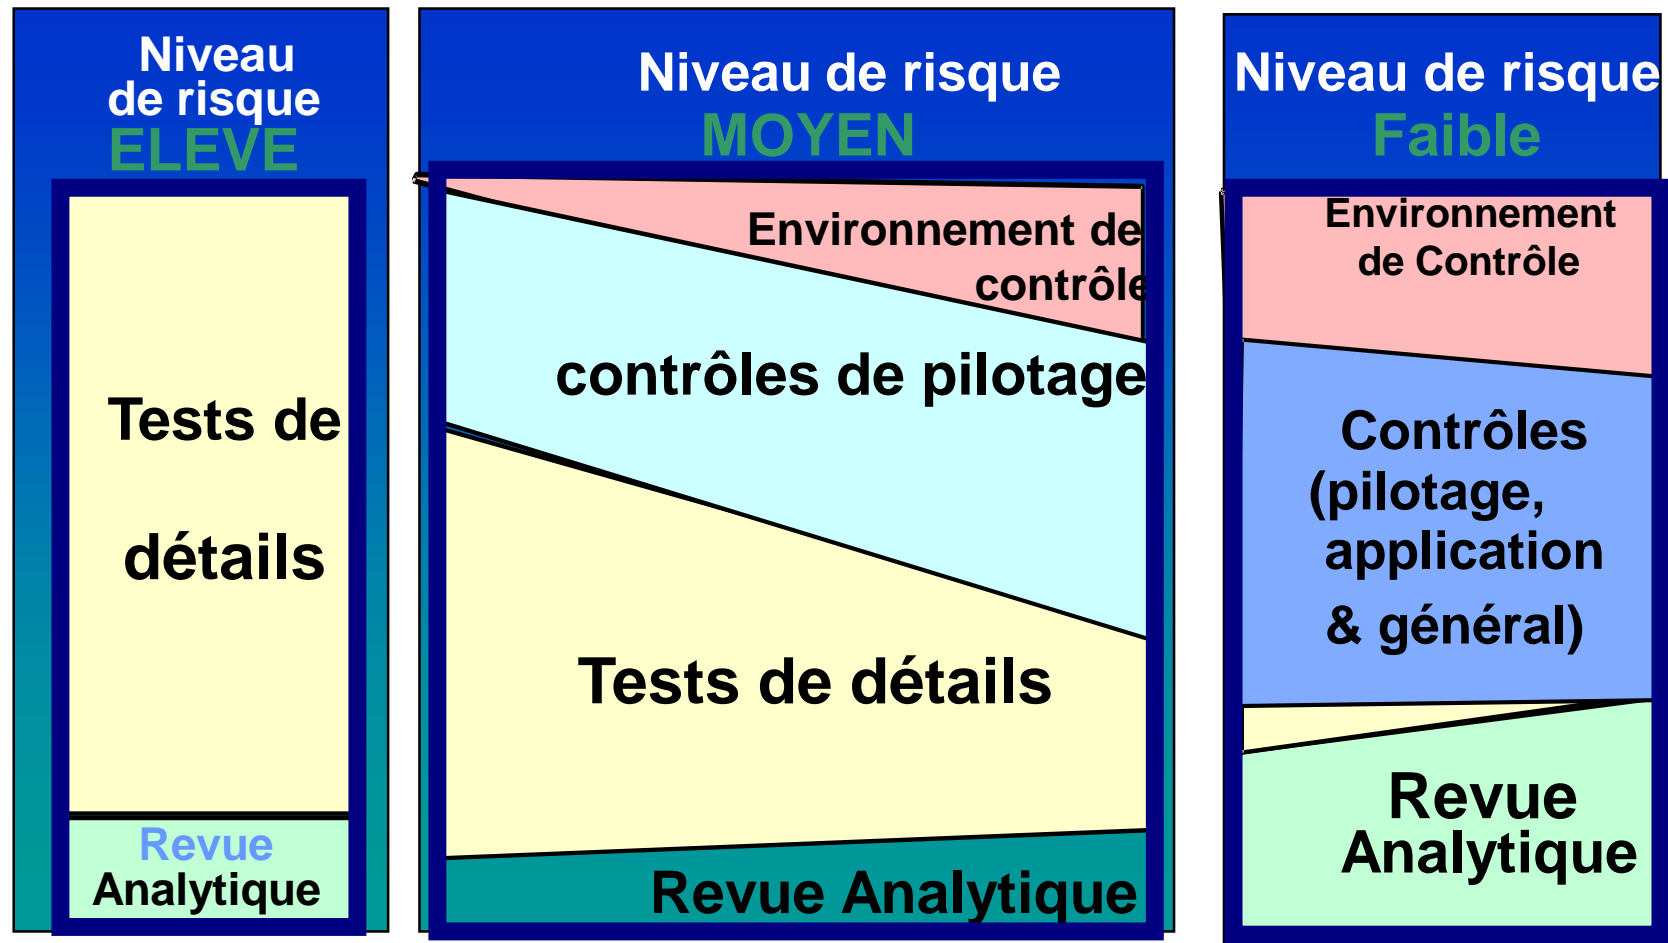 Niveau
de risque
ELEVE
Tests de
détails
Revue
Analytique
Niveau de risque
MOYEN
Environnement de
contrôle
contrôles de pilotage
Tests de détails
Revue Analytique
Niveau de risque
Faible
Environnement
de Contrôle
Contrôles
(pilotage,
application
& général)
Revue
Analytique